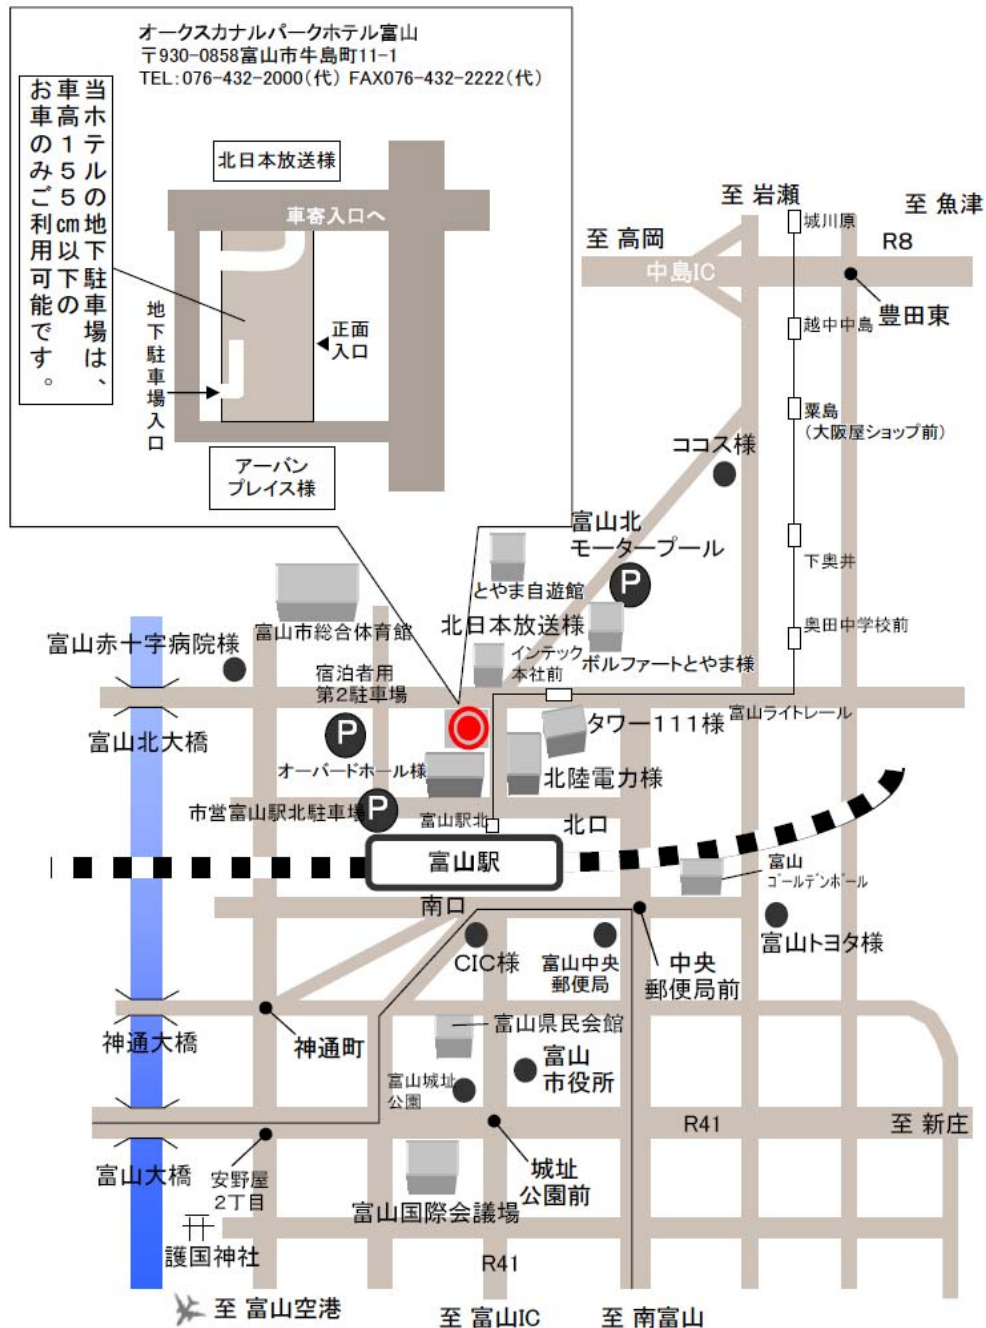 オークスカナルパークホテル富山
〒930-0858富山市牛島町11-1
TEL:076-432-2000(代) FAX076-432-2222(代)
当ホテルの地下駐車場は、
車高155cm以下の
お車のみご利用可能です。
北日本放送様
車寄入口へ
地下駐車場入口
正面
入口
アーバン
プレイス様
至 岩瀬
至 魚津
至 高岡
城川原
R8
中島IC
豊田東
越中中島
粟島
(大阪屋ショップ前)
ココス様
富山北
モータープール
P
下奥井
とやま自遊館
北日本放送様
奥田中学校前
富山市総合体育館
富山赤十字病院様
インテック
本社前
ボルファートとやま様
宿泊者用
第2駐車場
P
富山ライトレール
タワー111様
富山北大橋
オーバードホール様
北陸電力様
市営富山駅北駐車場
P
富山駅北
北口
富山駅
富山
ゴールデンボール
南口
CIC様
富山中央
郵便局
中央
郵便局前
富山トヨタ様
神通大橋
神通町
富山県民会館
富山
市役所
富山城址
公園
R41
至 新庄
富山大橋
安野屋
2丁目
城址
公園前
富山国際会議場
護国神社
R41
至 富山空港
至 富山IC
至 南富山